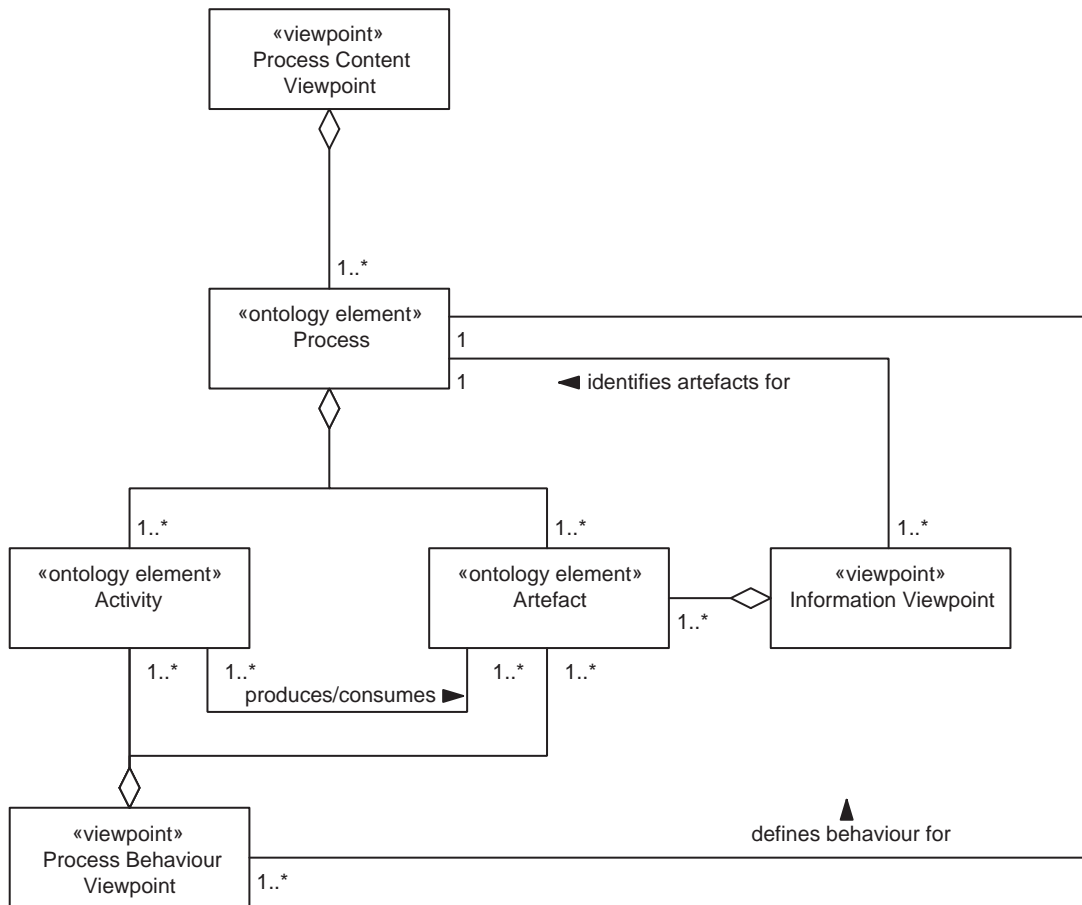 «viewpoint»
Process Content
Viewpoint
1..*
«ontology element»
Process
1
1
identifies artefacts for
1..*
1..*
1..*
«ontology element»
Activity
«ontology element»
Artefact
«viewpoint»
Information Viewpoint
1..*
1..*
1..*
1..*
1..*
produces/consumes
«viewpoint»
Process Behaviour
Viewpoint
defines behaviour for
1..*